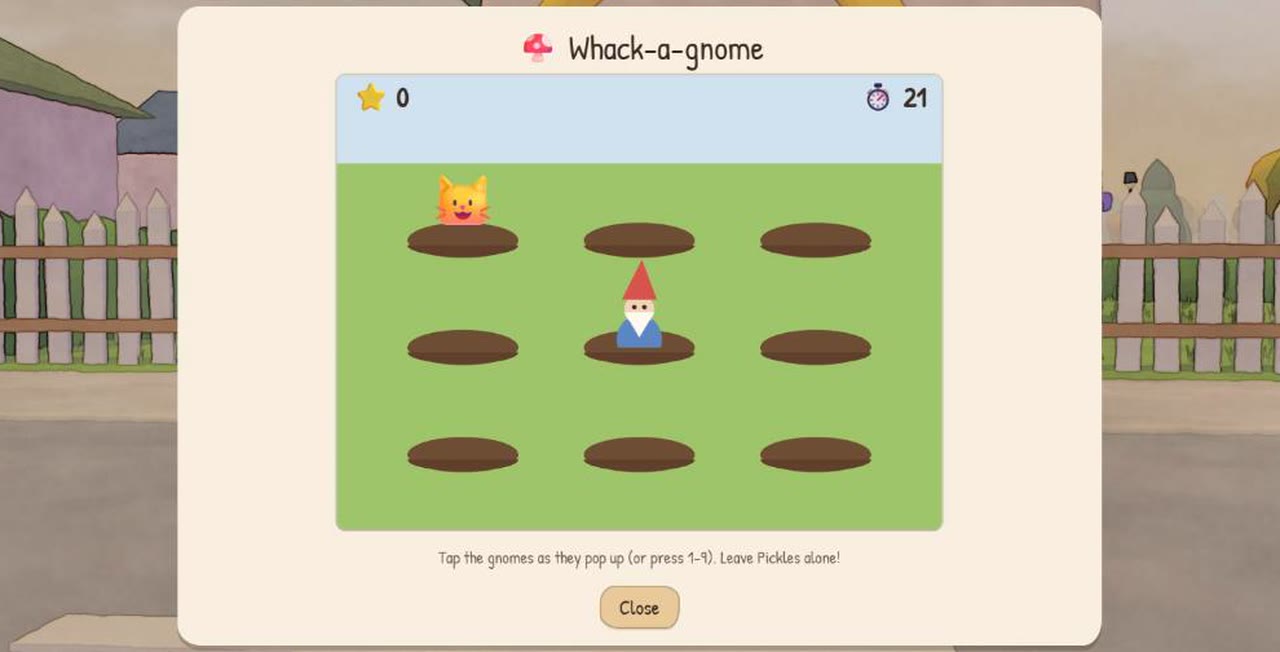 Whack-a-gnome
0
21
Tap the gnomes as they pop up (or press 1-9). Leave Pickles alone!
Close